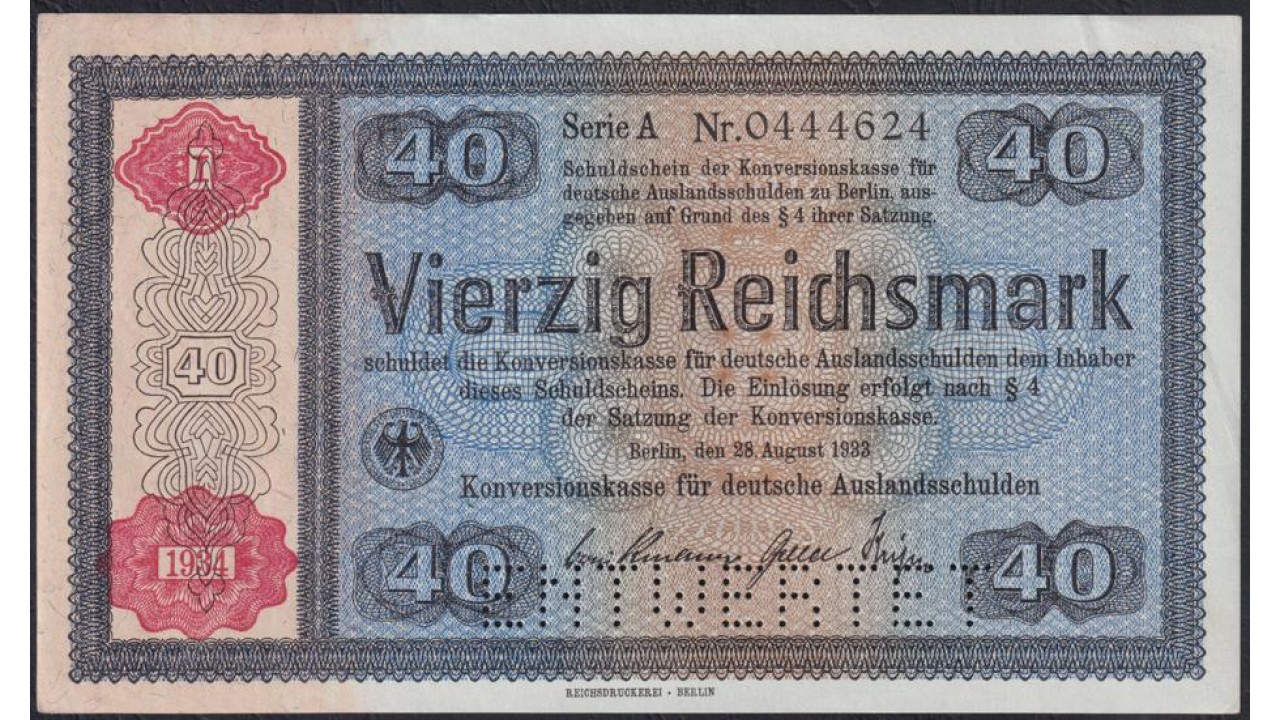 40
Serie A Nr.0444624
40
Schuldschein der Konversionskasse für
deutsche Auslandsschulden zu Berlin, aus-
gegeben auf Grund des § 4 ihrer Satzung.
Vierzig Reichsmark
40
schuldet die Konversionskasse für deutsche Auslandsschulden dem Inhaber
dieses Schuldscheins. Die Einlösung erfolgt nach § 4
der Satzung der Konversionskasse.
Berlin, den 28. August 1933
Konversionskasse für deutsche Auslandsschulden
1934
40
40
ENTWERTET
REICHSDRUCKEREI · BERLIN